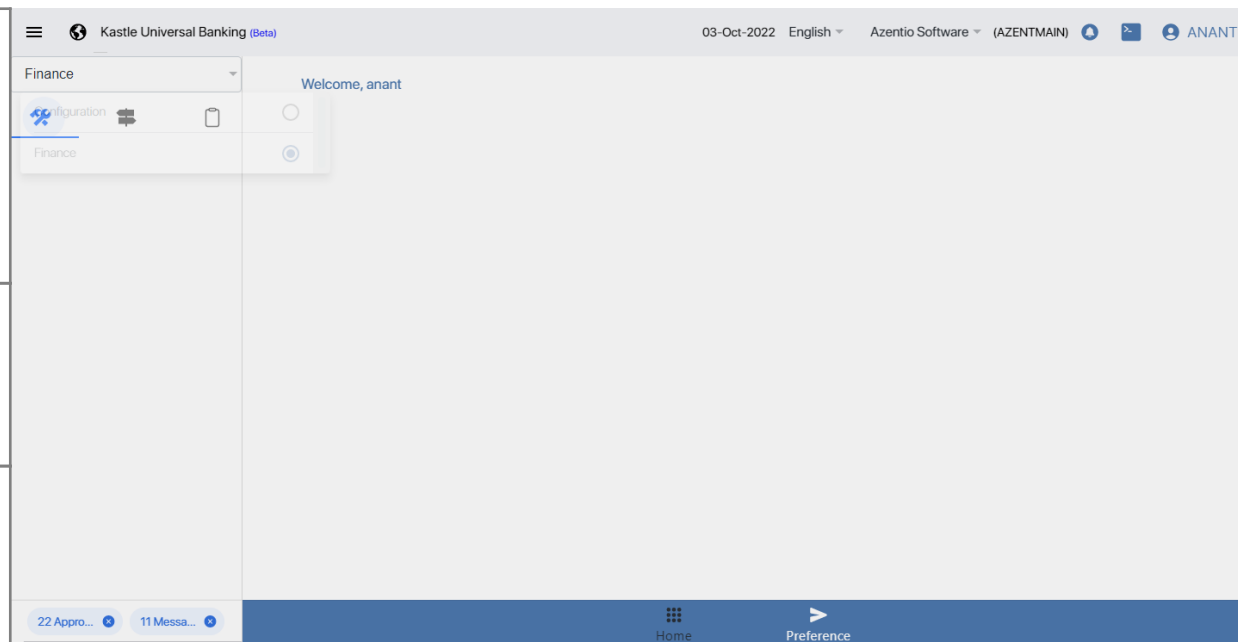 Kastle Universal Banking (Beta)
03-Oct-2022 English Azentio Software (AZENTMAIN) ANANT
Finance
Welcome, anant
Configuration
Finance
22 Appro... 11 Messa...
Home Preference